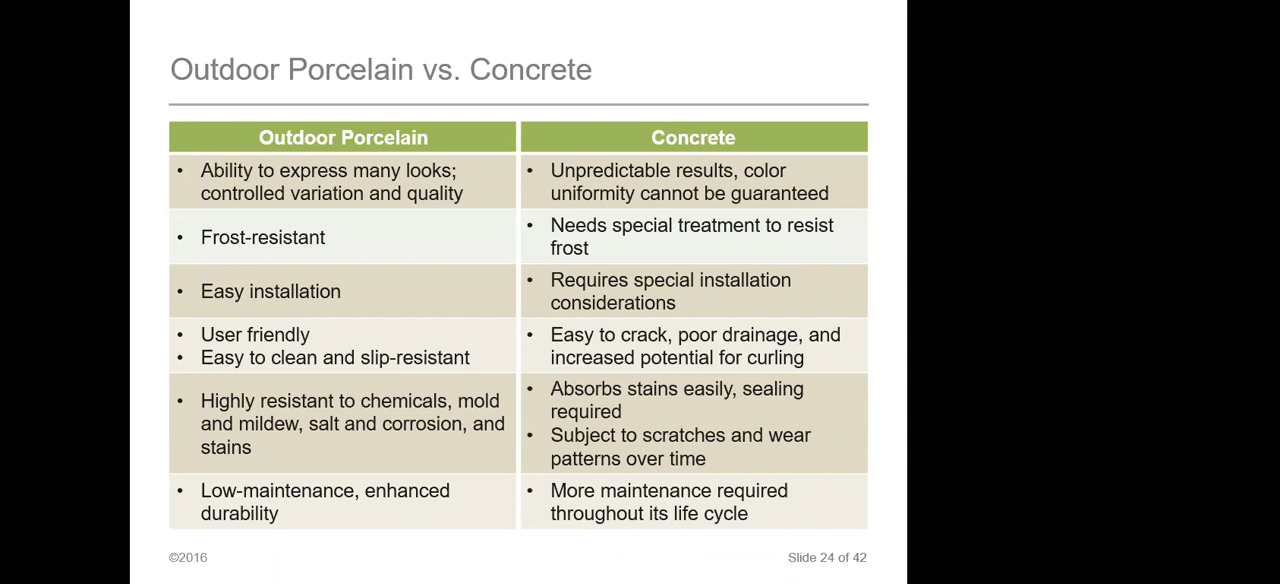 Outdoor Porcelain vs. Concrete
Outdoor Porcelain
Concrete
• Ability to express many looks;
controlled variation and quality
• Unpredictable results, color
uniformity cannot be guaranteed
• Frost-resistant
• Needs special treatment to resist
frost
• Easy installation
• Requires special installation
considerations
• User friendly
• Easy to clean and slip-resistant
• Easy to crack, poor drainage, and
increased potential for curling
• Highly resistant to chemicals, mold
and mildew, salt and corrosion, and
stains
• Absorbs stains easily, sealing
required
• Subject to scratches and wear
patterns over time
• Low-maintenance, enhanced
durability
• More maintenance required
throughout its life cycle
©2016
Slide 24 of 42